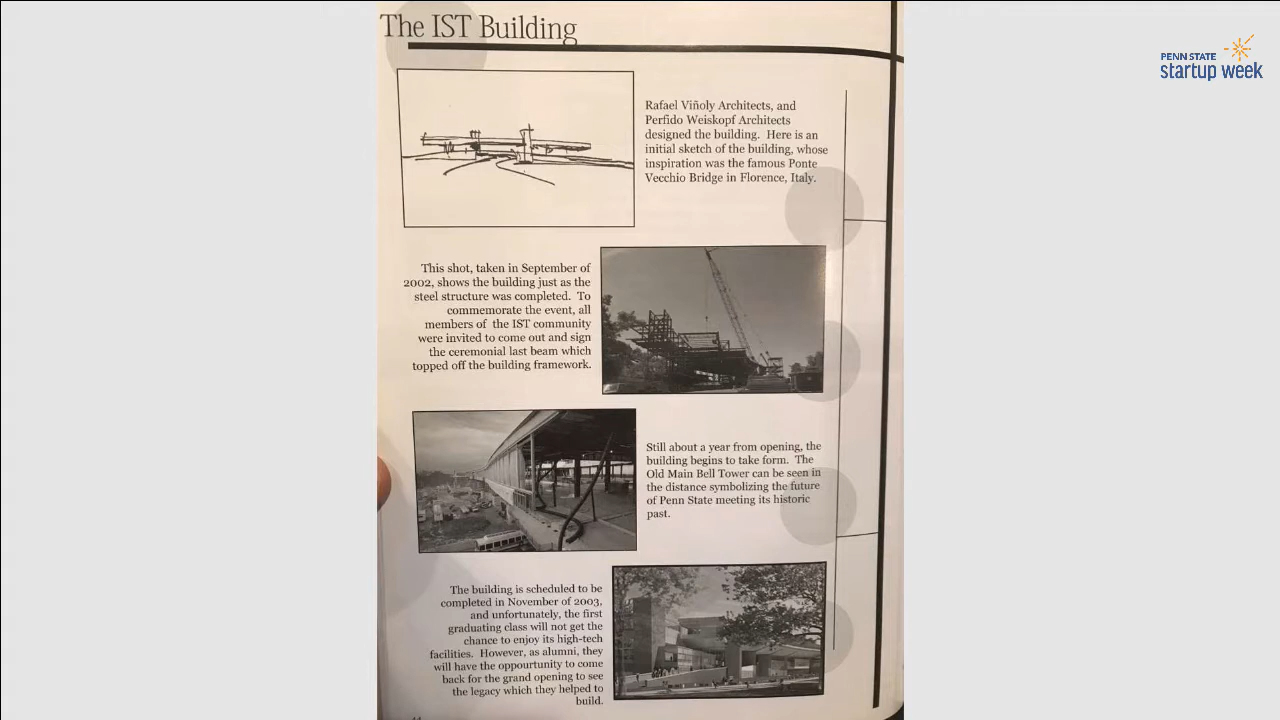 The IST Building
PENN STATE
startup week
Rafael Viñoly Architects, and
Perfido Weiskopf Architects
designed the building. Here is an
initial sketch of the building, whose
inspiration was the famous Ponte
Vecchio Bridge in Florence, Italy.
This shot, taken in September of
2002, shows the building just as the
steel structure was completed. To
commemorate the event, all
members of the IST community
were invited to come out and sign
the ceremonial last beam which
topped off the building framework.
Still about a year from opening, the
building begins to take form. The
Old Main Bell Tower can be seen in
the distance symbolizing the future
of Penn State meeting its historic
past.
The building is scheduled to be
completed in November of 2003,
and unfortunately, the first
graduating class will not get the
chance to enjoy its high-tech
facilities. However, as alumni, they
will have the oppourtunity to come
back for the grand opening to see
the legacy which they helped to
build.